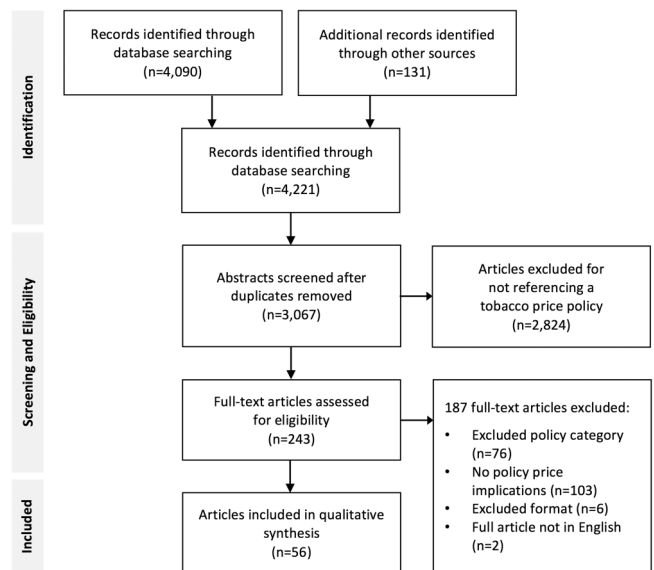 Identification
Records identified through
database searching
(n=4,090)
Additional records identified
through other sources
(n=131)
Records identified through
database searching
(n=4,221)
Screening and Eligibility
Abstracts screened after
duplicates removed
(n=3,067)
Articles excluded for
not referencing a
tobacco price policy
(n=2,824)
Full-text articles assessed
for eligibility
(n=243)
187 full-text articles excluded:
• Excluded policy category
(n=76)
• No policy price
implications (n=103)
• Excluded format (n=6)
• Full article not in English
(n=2)
Included
Articles included in qualitative
synthesis
(n=56)